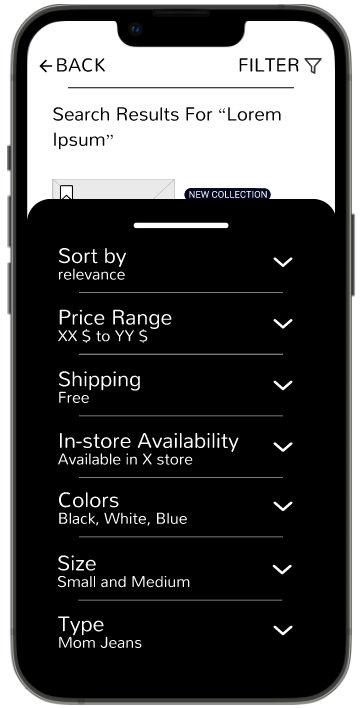 BACK
FILTER
Search Results For “Lorem
Ipsum”
NEW COLLECTION
Sort by
relevance
Price Range
XX $ to YY $
Shipping
Free
In-store Availability
Available in X store
Colors
Black, White, Blue
Size
Small and Medium
Type
Mom Jeans